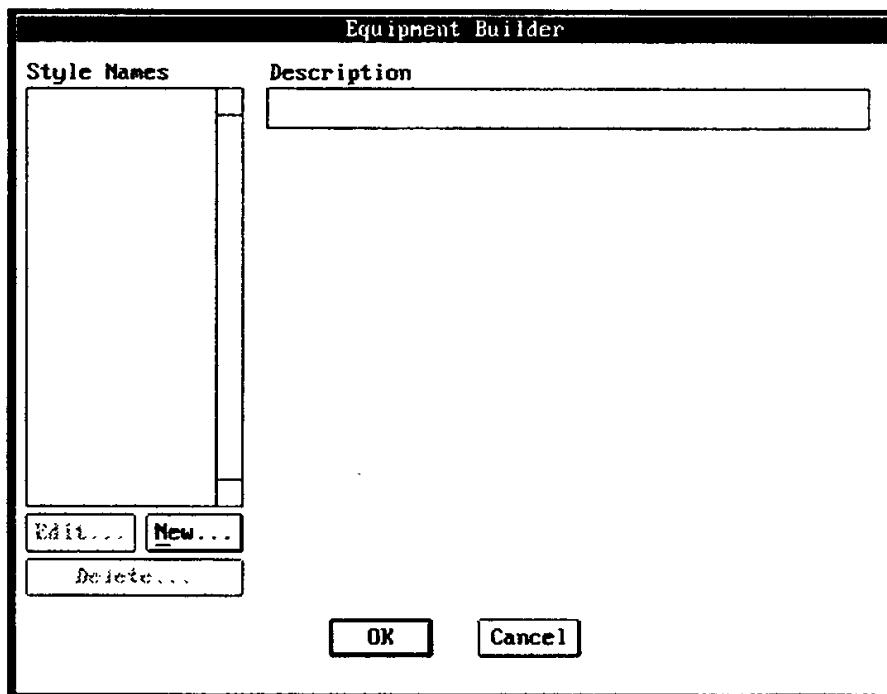 Equipment Builder
Style Names
Description
Edit... New...
Delete...
OK Cancel